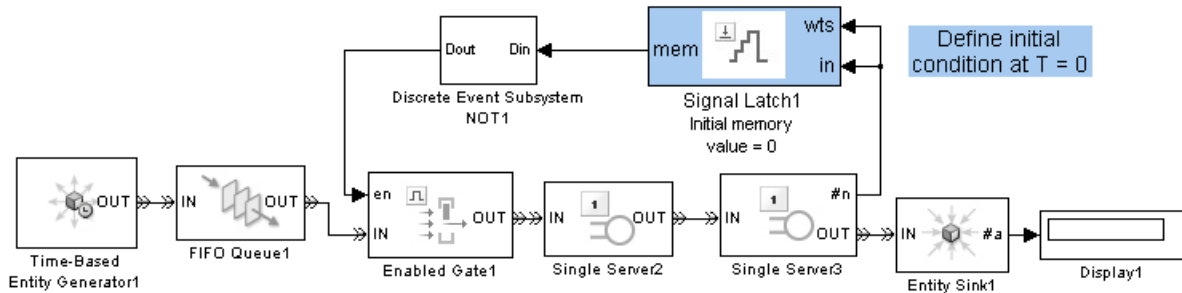 Dout
Din
Discrete Event Subsystem
NOT1
mem
wts
in
Signal Latch1
Initial memory
value = 0
Define initial
condition at T = 0
OUT
Time-Based
Entity Generator1
IN
OUT
FIFO Queue1
en
IN
OUT
Enabled Gate1
IN
1
OUT
Single Server2
IN
1
#n
OUT
Single Server3
IN
#a
Entity Sink1
Display1